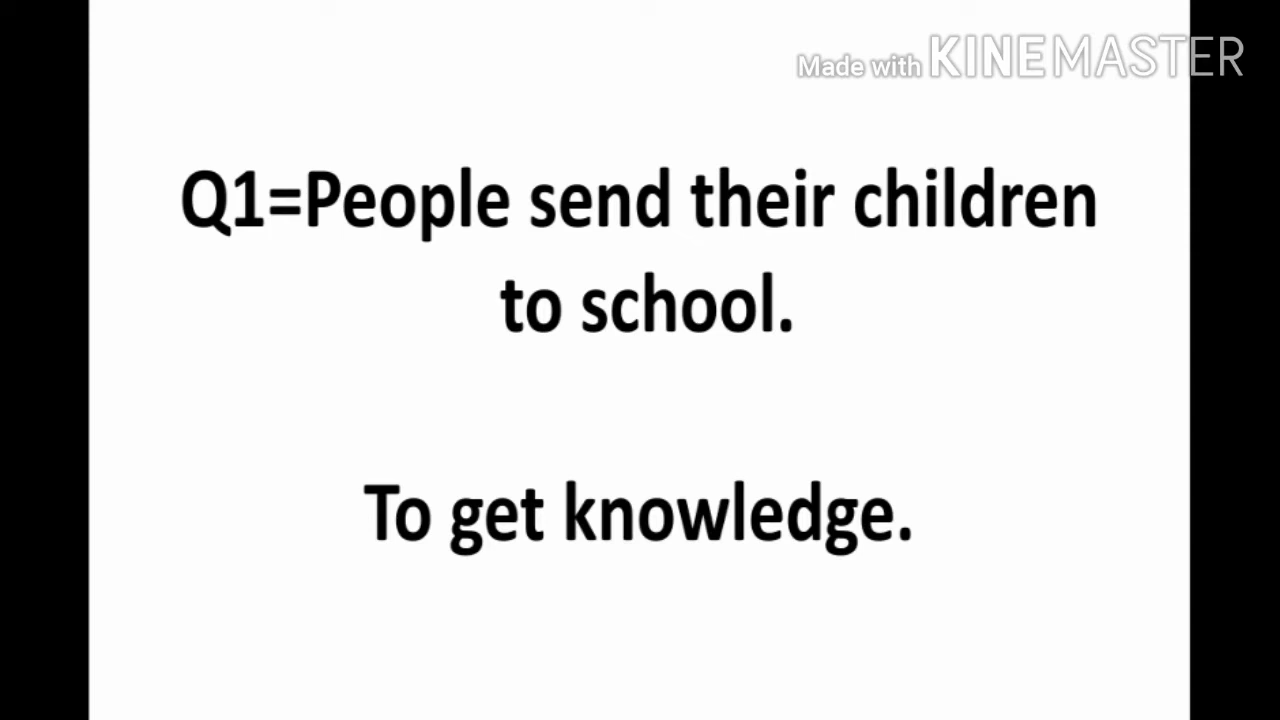 Made with KINEMASTER
Q1=People send their children
to school.
To get knowledge.